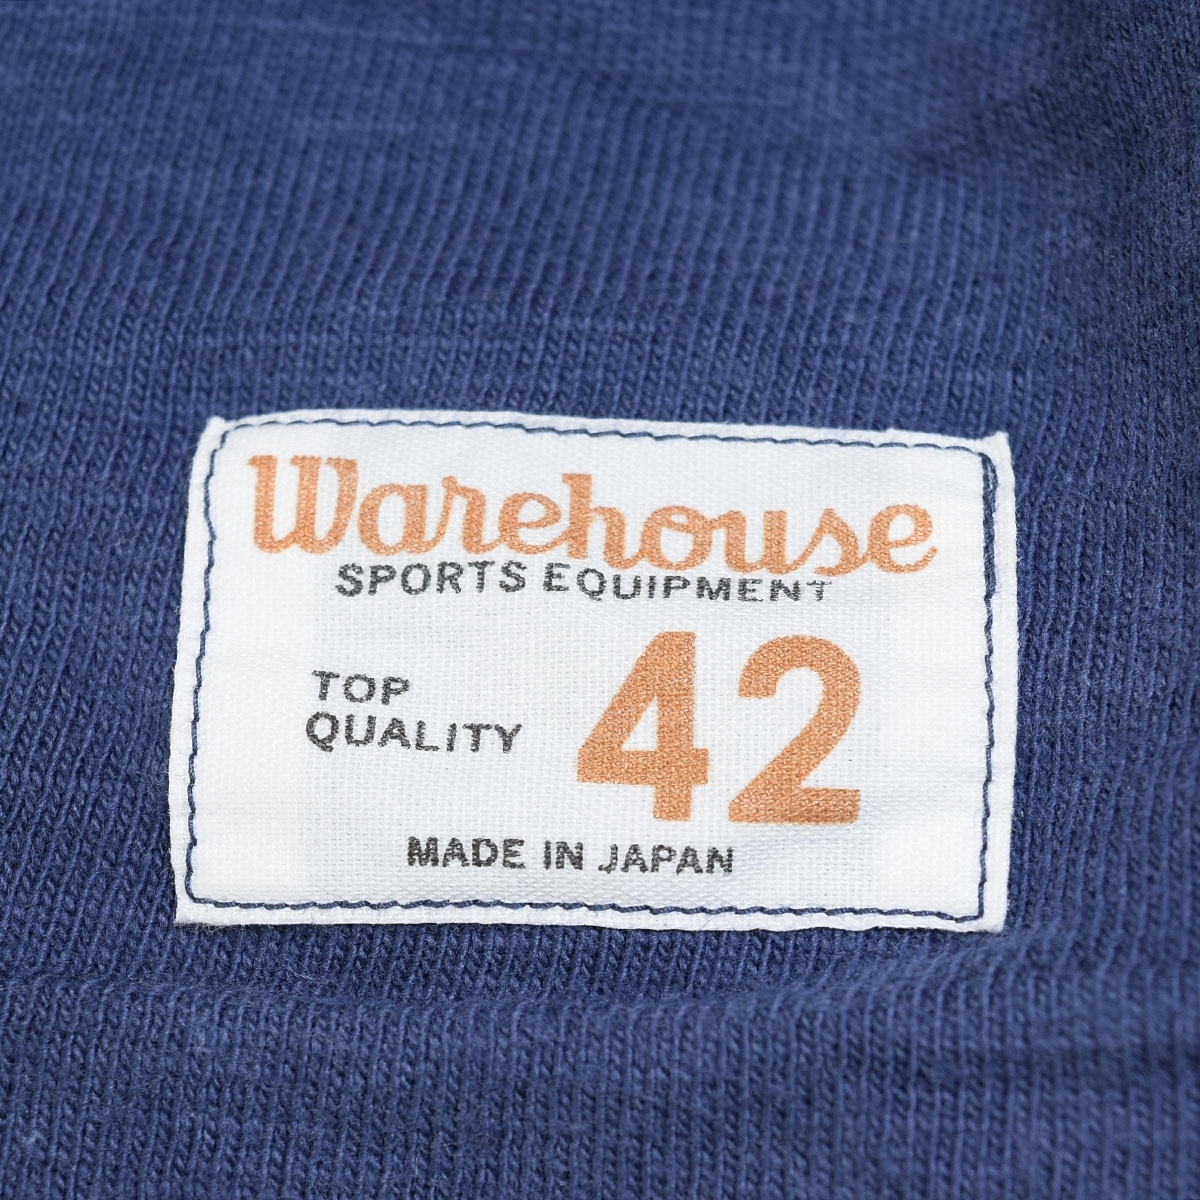 Warehouse
SPORTS EQUIPMENT
TOP
QUALITY
42
MADE IN JAPAN